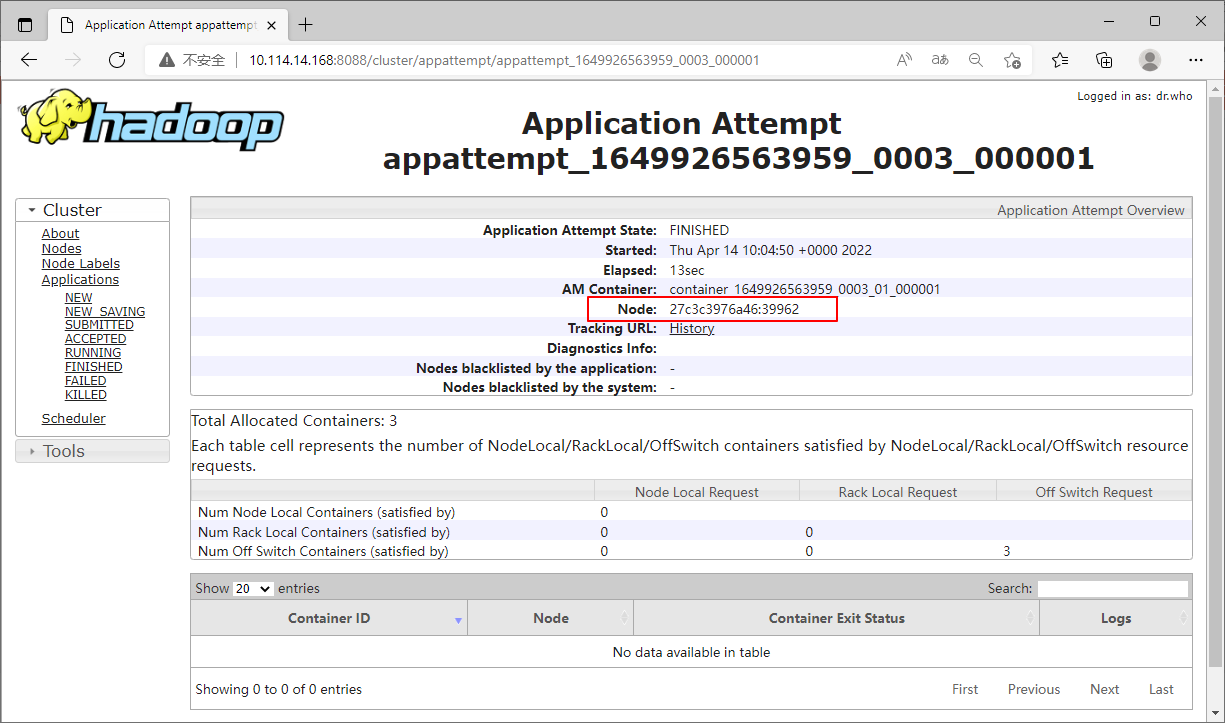 Application Attempt appattempt
不安全 10.114.14.168:8088/cluster/appattempt/appattempt_1649926563959_0003_000001
Logged in as: dr.who
hadoop
Application Attempt
appattempt_1649926563959_0003_000001
Cluster
About
Nodes
Node Labels
Applications
NEW
NEW_SAVING
SUBMITTED
ACCEPTED
RUNNING
FINISHED
FAILED
KILLED
Scheduler
Tools
Application Attempt Overview
Application Attempt State: FINISHED
Started: Thu Apr 14 10:04:50 +0000 2022
Elapsed: 13sec
AM Container: container_1649926563959_0003_01_000001
Node: 27c3c3976a46:39962
Tracking URL: History
Diagnostics Info:
Nodes blacklisted by the application: -
Nodes blacklisted by the system: -
Total Allocated Containers: 3
Each table cell represents the number of NodeLocal/RackLocal/OffSwitch containers satisfied by NodeLocal/RackLocal/OffSwitch resource
requests.
Node Local Request Rack Local Request Off Switch Request
Num Node Local Containers (satisfied by) 0
Num Rack Local Containers (satisfied by) 0 0
Num Off Switch Containers (satisfied by) 0 0 3
Show 20 entries Search:
Container ID Node Container Exit Status Logs
No data available in table
Showing 0 to 0 of 0 entries First Previous Next Last